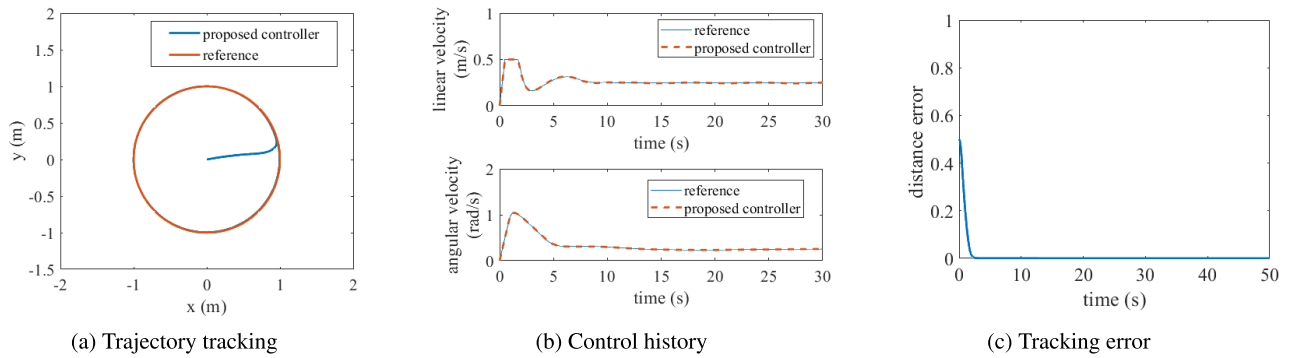 2
1.5
1
0.5
0
-0.5
-1
-1.5
-2
-1
0
1
2
y (m)
x (m)
proposed controller
reference
(a) Trajectory tracking
1
0.5
0
0
5
10
15
20
25
30
linear velocity
(m/s)
time (s)
reference
proposed controller
2
1
0
0
5
10
15
20
25
30
angular velocity
(rad/s)
time (s)
reference
proposed controller
(b) Control history
1
0.8
0.6
0.4
0.2
0
0
10
20
30
40
50
distance error
time (s)
(c) Tracking error